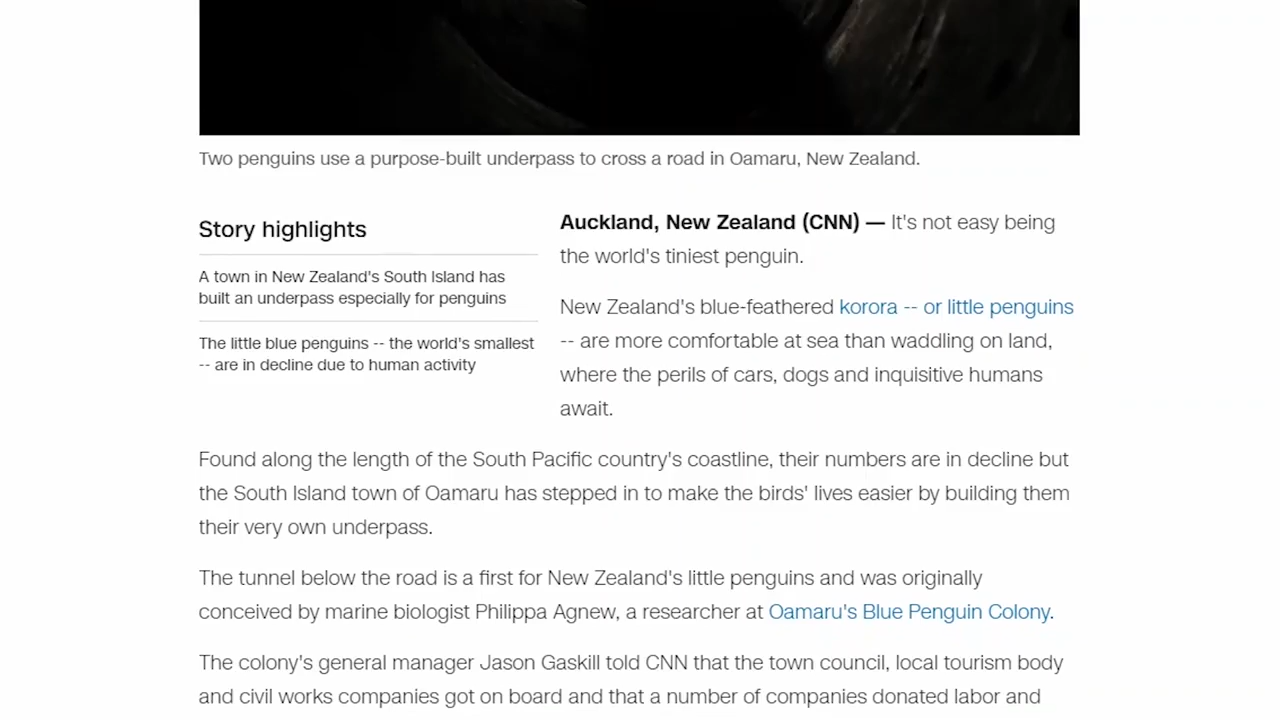 Two penguins use a purpose-built underpass to cross a road in Oamaru, New Zealand.
Story highlights
A town in New Zealand's South Island has
built an underpass especially for penguins
The little blue penguins -- the world's smallest
-- are in decline due to human activity
Auckland, New Zealand (CNN) — It's not easy being
the world's tiniest penguin.
New Zealand's blue-feathered korora -- or little penguins
-- are more comfortable at sea than waddling on land,
where the perils of cars, dogs and inquisitive humans
await.
Found along the length of the South Pacific country's coastline, their numbers are in decline but
the South Island town of Oamaru has stepped in to make the birds' lives easier by building them
their very own underpass.
The tunnel below the road is a first for New Zealand's little penguins and was originally
conceived by marine biologist Philippa Agnew, a researcher at Oamaru's Blue Penguin Colony.
The colony's general manager Jason Gaskill told CNN that the town council, local tourism body
and civil works companies got on board and that a number of companies donated labor and